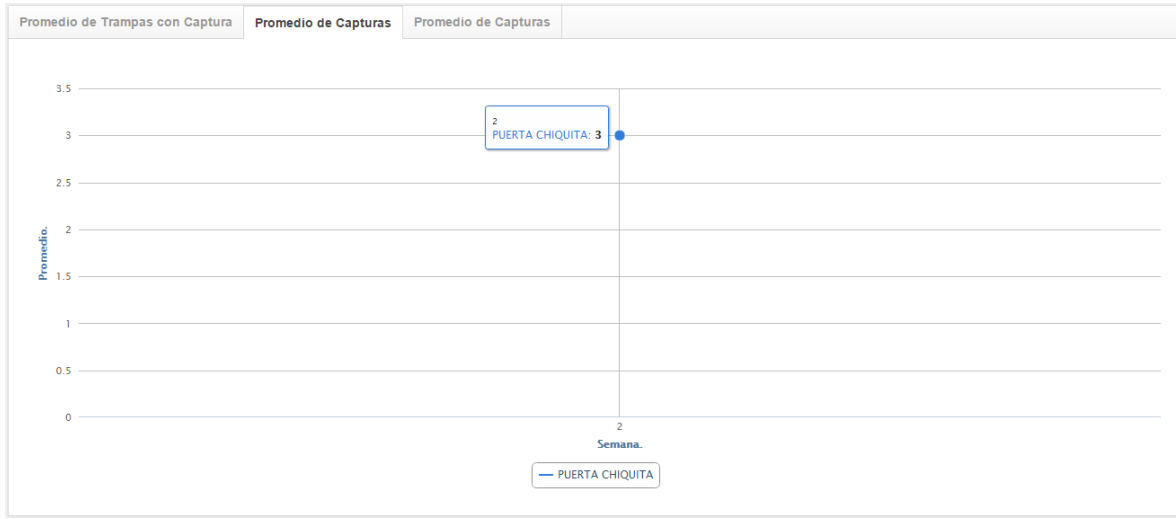 Promedio de Trampas con Captura Promedio de Capturas Promedio de Capturas
3.5
2
PUERTA CHIQUITA: 3
3
2.5
2
1.5
1
0.5
0
Promedio.
2
Semana.
PUERTA CHIQUITA